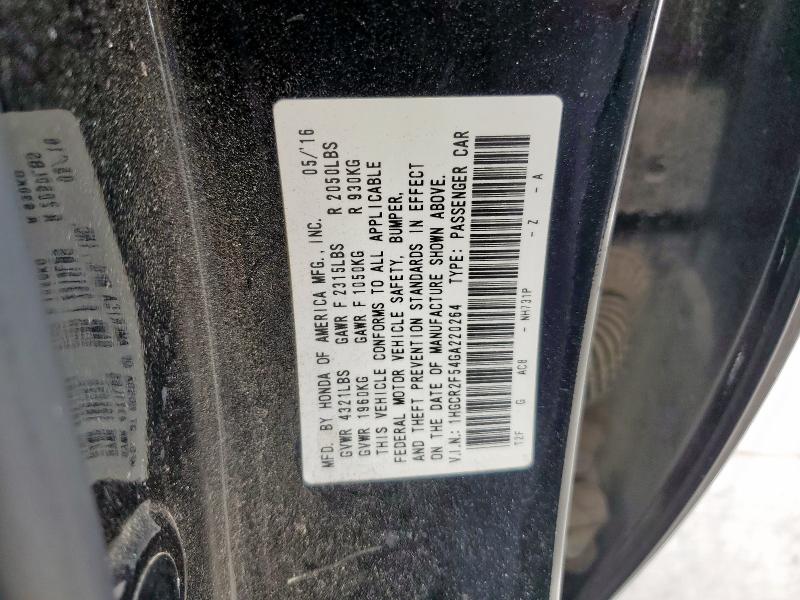 MFD. BY HONDA OF AMERICA MFG., INC. 05/'16
GVWR 4321LBS GAWR F 2315LBS R 2050LBS
GVWR 1960KG GAWR F 1050KG R 930KG
THIS VEHICLE CONFORMS TO ALL APPLICABLE
FEDERAL MOTOR VEHICLE SAFETY, BUMPER,
AND THEFT PREVENTION STANDARDS IN EFFECT
ON THE DATE OF MANUFACTURE SHOWN ABOVE.
V.I.N.: 1HGCR2F54GA220264 TYPE: PASSENGER CAR
T2F G AC8 - NH731P - Z - A